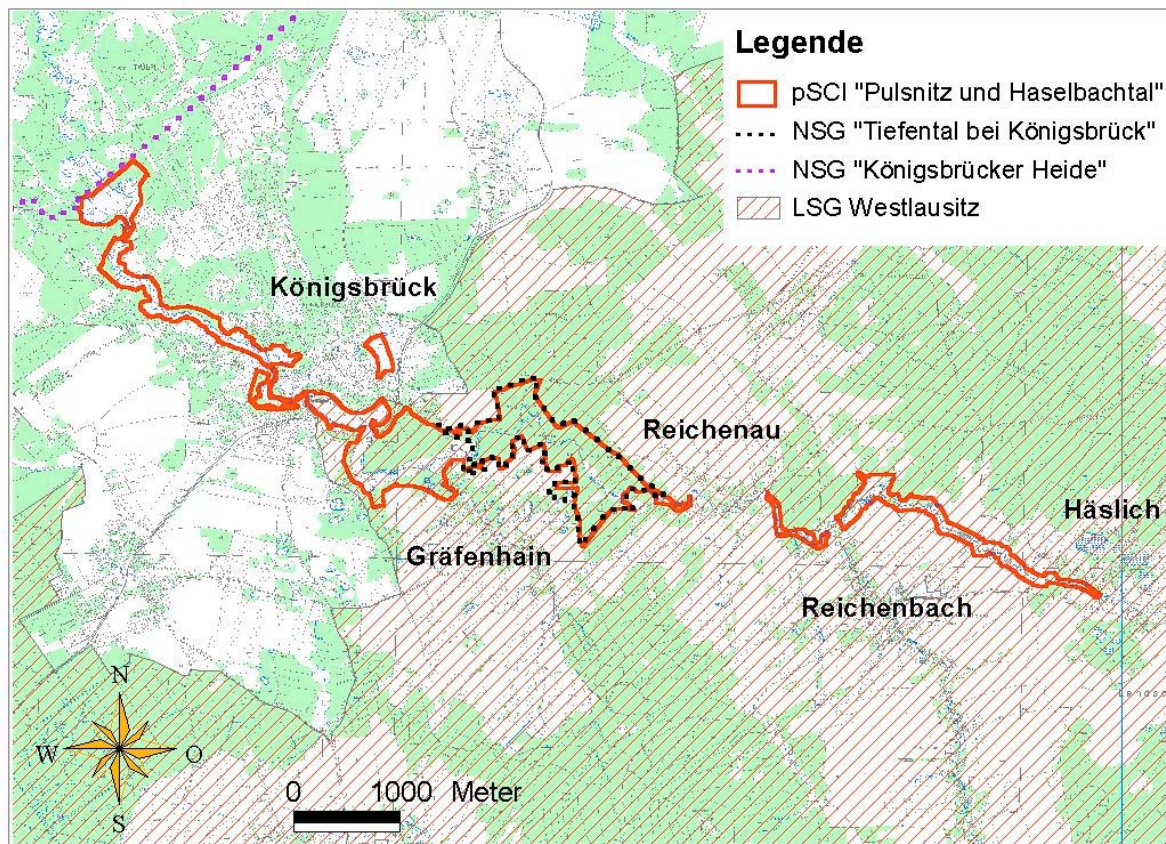 Legende
pSCI "Pulsnitz und Haselbachtal"
NSG "Tiefental bei Königsbrück"
NSG "Königsbrücker Heide"
LSG Westlausitz
Königsbrück
Reichenau
Häslich
Gräfenhain
Reichenbach
N
W O
S
0 1000 Meter